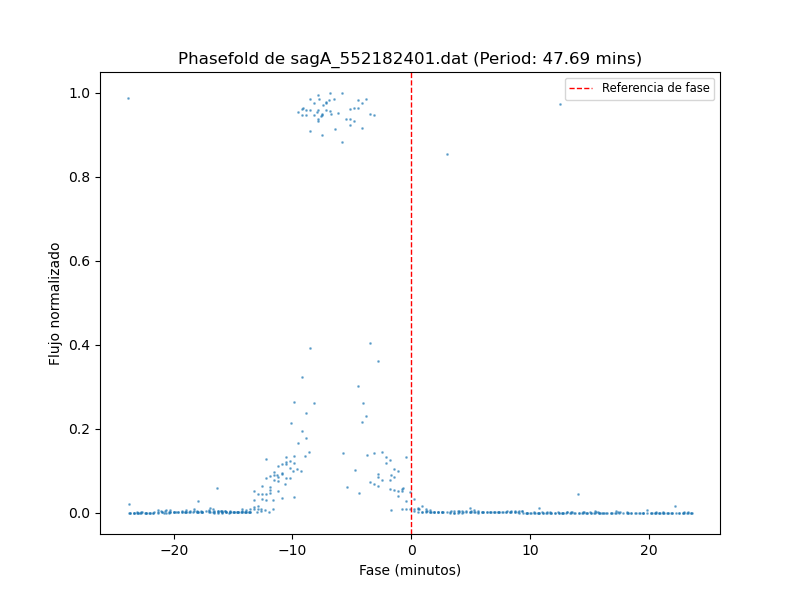 Phasefold de sagA_552182401.dat (Period: 47.69 mins)
Referencia de fase
Flujo normalizado
1.0
0.8
0.6
0.4
0.2
0.0
−20 −10 0 10 20
Fase (minutos)